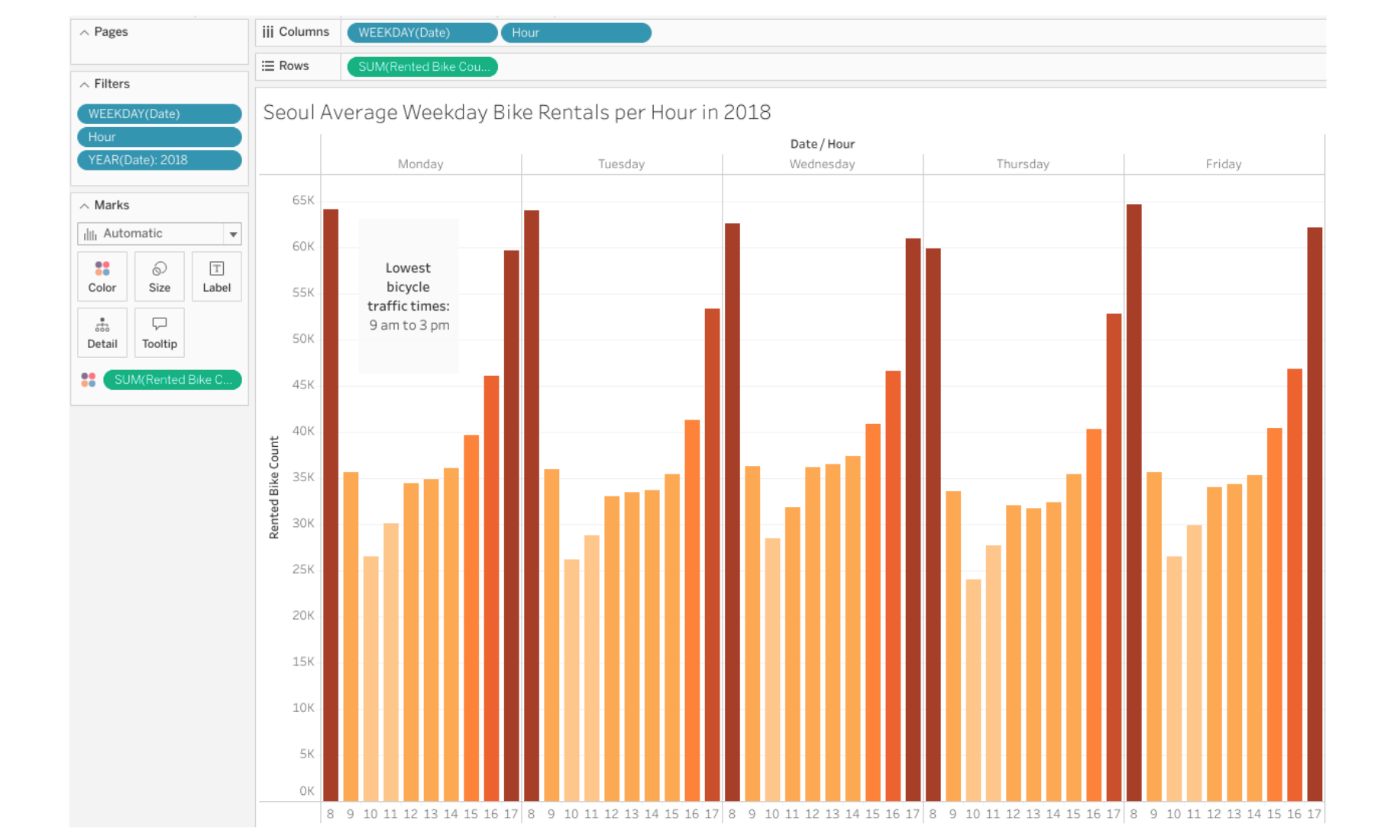 Pages
Filters
WEEKDAY(Date)
Hour
YEAR(Date): 2018
Marks
Automatic
Color Size Label
Detail Tooltip
SUM(Rented Bike C...
Columns WEEKDAY(Date) Hour
Rows SUM(Rented Bike Cou...
Seoul Average Weekday Bike Rentals per Hour in 2018
Date / Hour
Monday Tuesday Wednesday Thursday Friday
Rented Bike Count
65K
60K
55K
50K
45K
40K
35K
30K
25K
20K
15K
10K
5K
0K
Lowest
bicycle
traffic times:
9 am to 3 pm
8 9 10 11 12 13 14 15 16 17 8 9 10 11 12 13 14 15 16 17 8 9 10 11 12 13 14 15 16 17 8 9 10 11 12 13 14 15 16 17 8 9 10 11 12 13 14 15 16 17